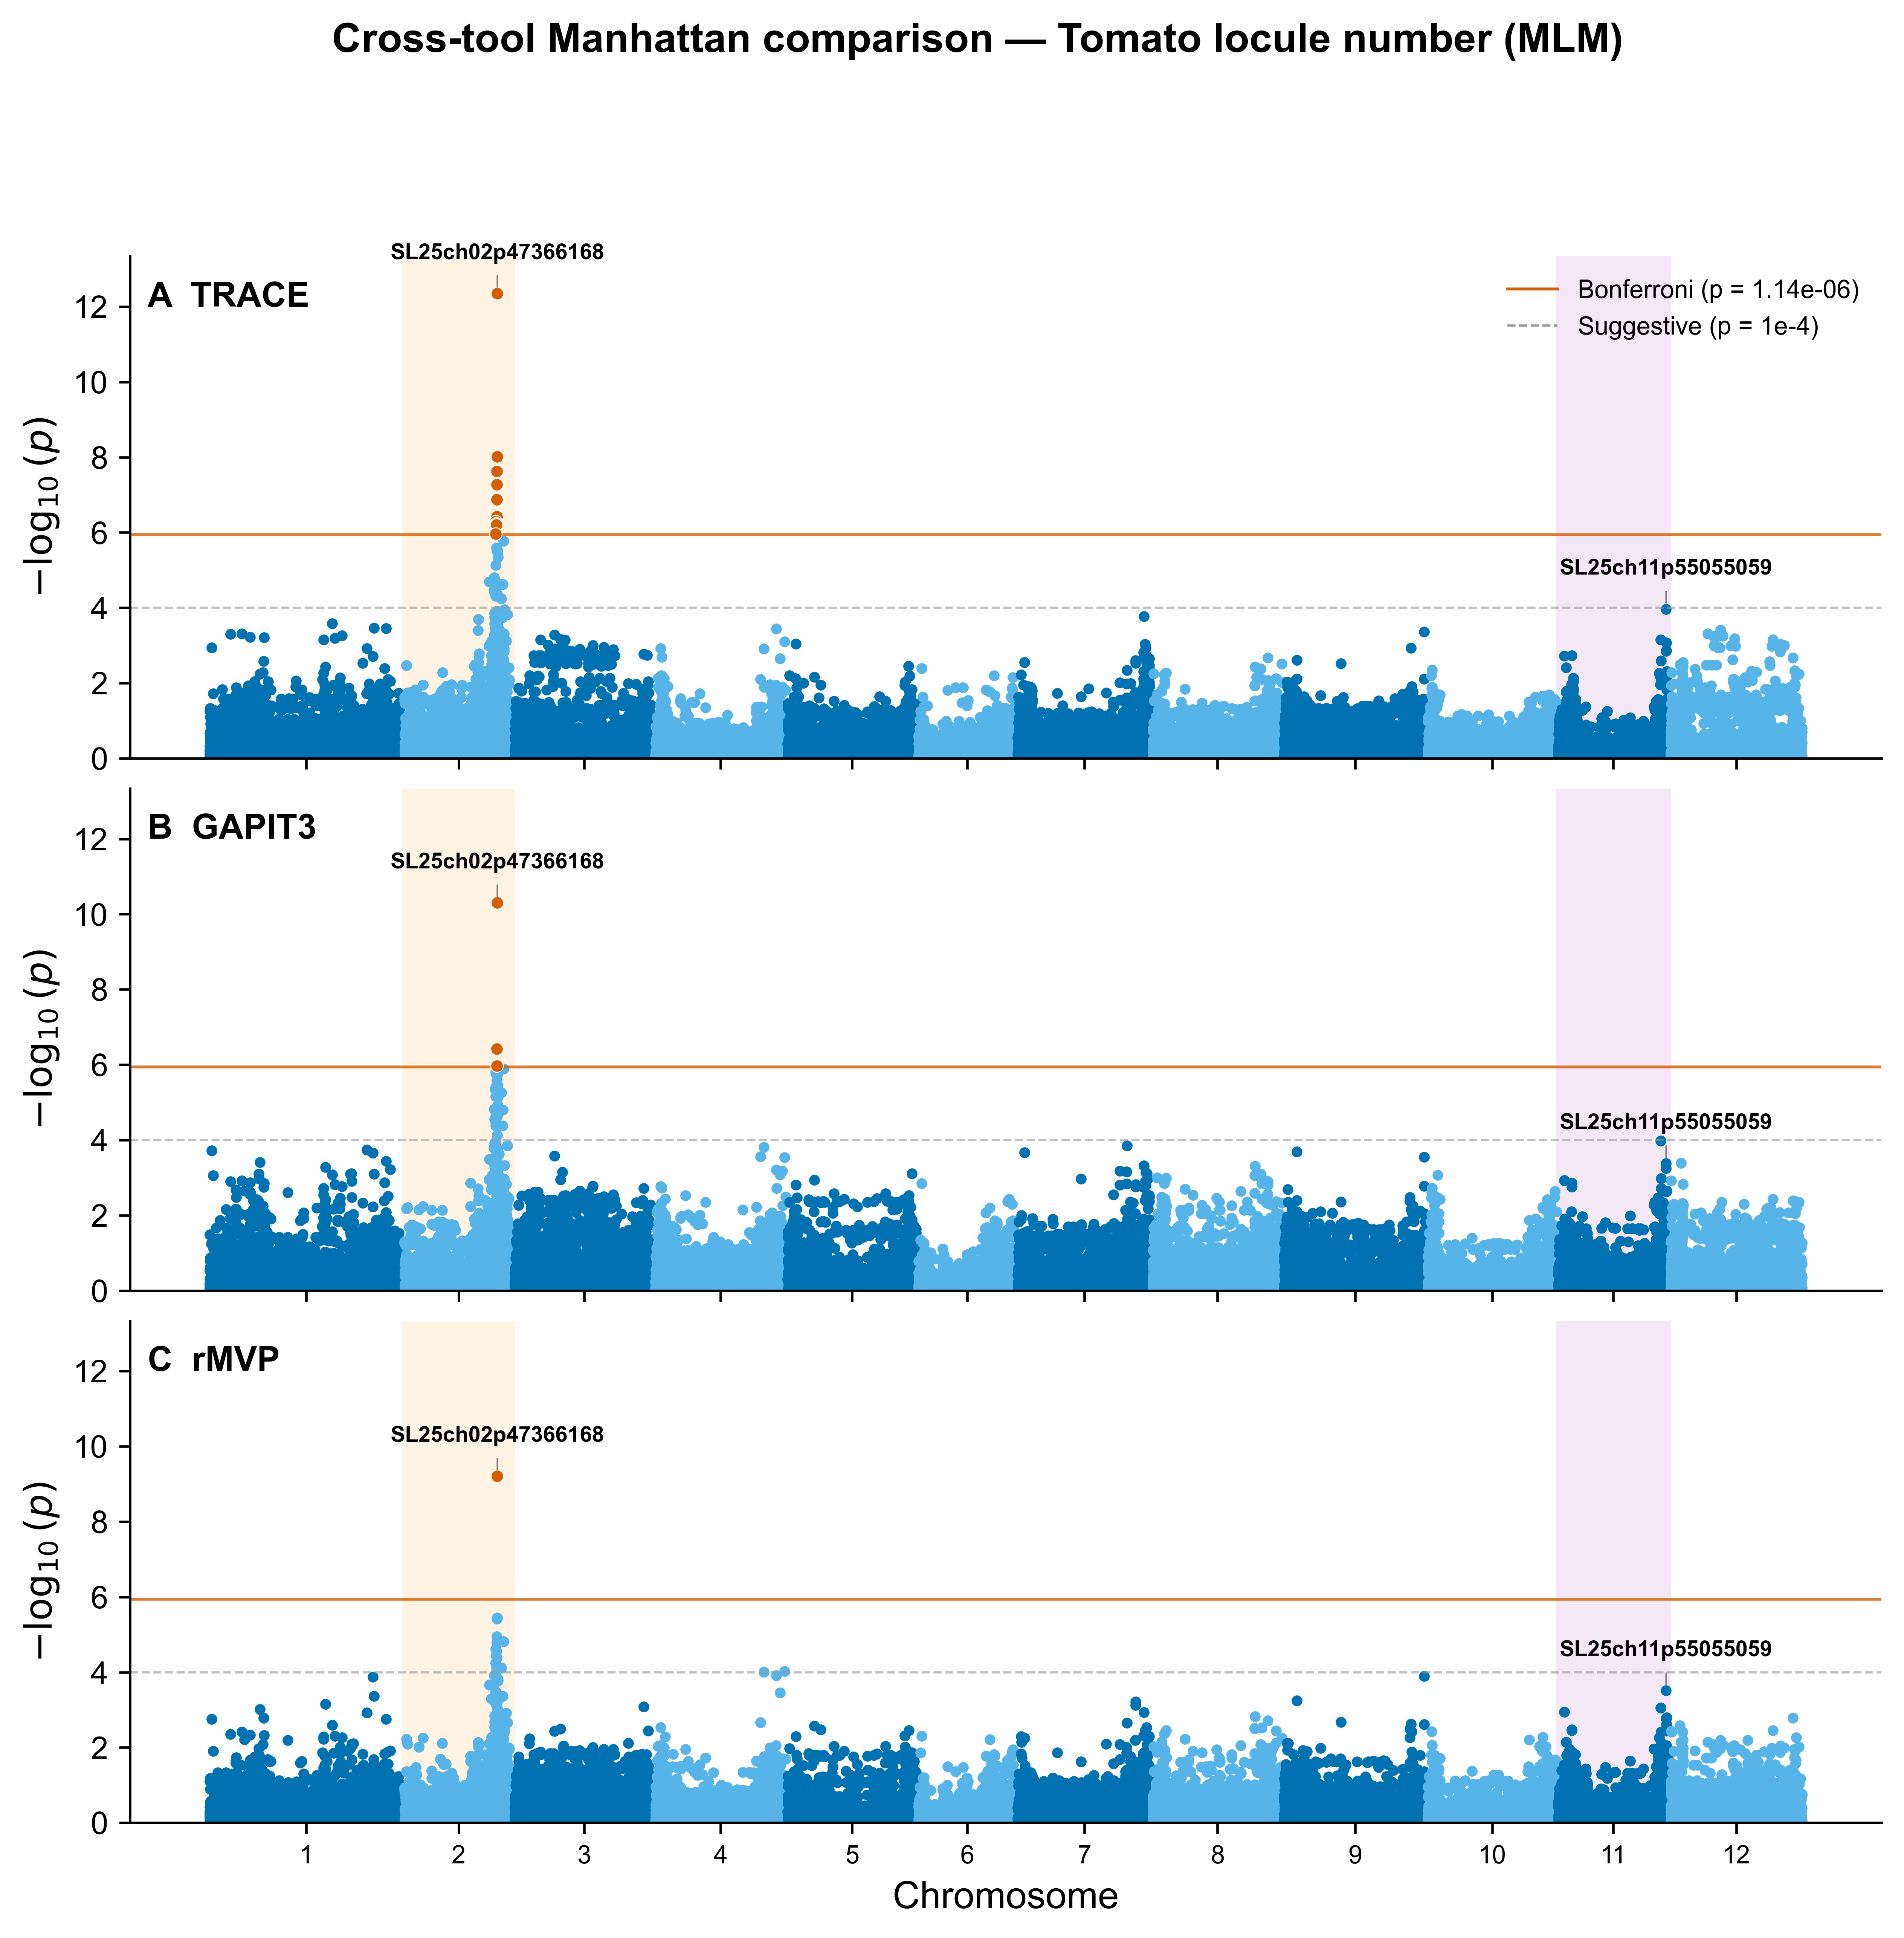 Cross-tool Manhattan comparison — Tomato locule number (MLM)
SL25ch02p47366168
A TRACE
Bonferroni (p = 1.14e-06)
Suggestive (p = 1e-4)
SL25ch11p55055059
12
10
8
6
4
2
0
−log10 (p)
B GAPIT3
SL25ch02p47366168
SL25ch11p55055059
12
10
8
6
4
2
0
−log10 (p)
C rMVP
SL25ch02p47366168
SL25ch11p55055059
12
10
8
6
4
2
0
−log10 (p)
1 2 3 4 5 6 7 8 9 10 11 12
Chromosome